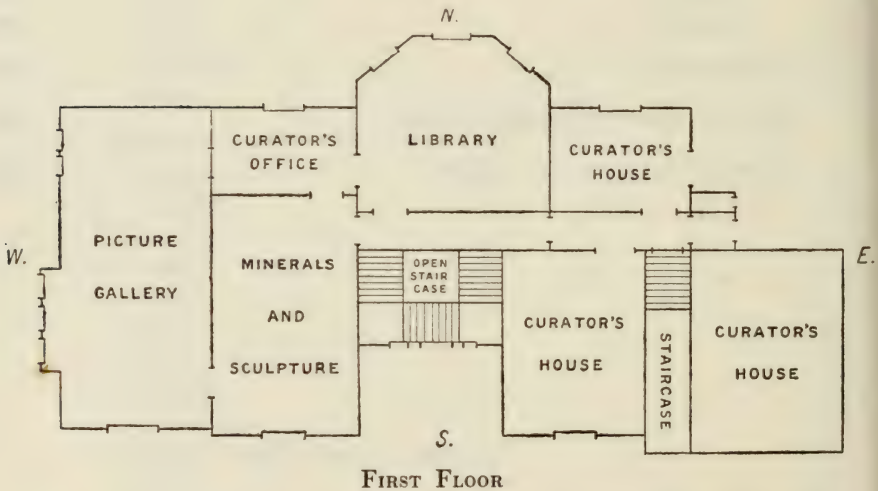 N.
CURATOR'S
OFFICE
LIBRARY
CURATOR'S
HOUSE
W.
PICTURE
GALLERY
MINERALS
AND
SCULPTURE
OPEN
STAIR
CASE
CURATOR'S
HOUSE
STAIRCASE
CURATOR'S
HOUSE
E.
S.
FIRST FLOOR